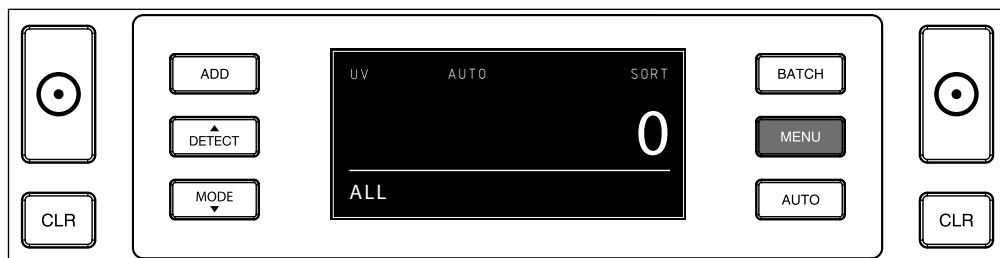 ADD
DETECT
MODE
CLR
UV AUTO SORT
0
ALL
BATCH
MENU
AUTO
CLR